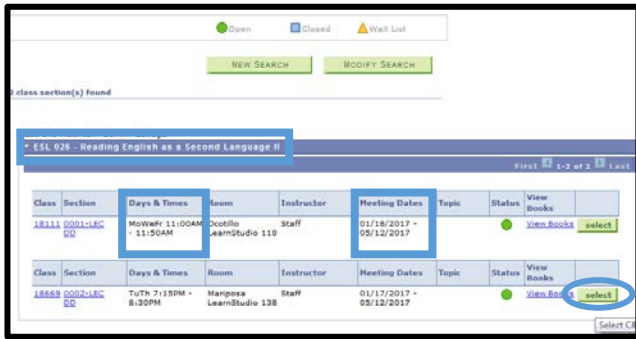 Open Closed Wait List
NEW SEARCH MODIFY SEARCH
2 class section(s) found
ESL 026 - Reading English as a Second Language II
First 1-2 of 2 Last
Class Section Days & Times Room Instructor Meeting Dates Topic Status View Books
18111 0001-LEC DD MoWeFr 11:00AM - 11:50AM Ocotillo LearnStudio 118 Staff 01/18/2017 - 05/12/2017 View Books select
Class Section Days & Times Room Instructor Meeting Dates Topic Status View Books
18669 0002-LEC DD TuTh 7:15PM - 8:30PM Mariposa LearnStudio 138 Staff 01/17/2017 - 05/12/2017 View Books select
Select Cl